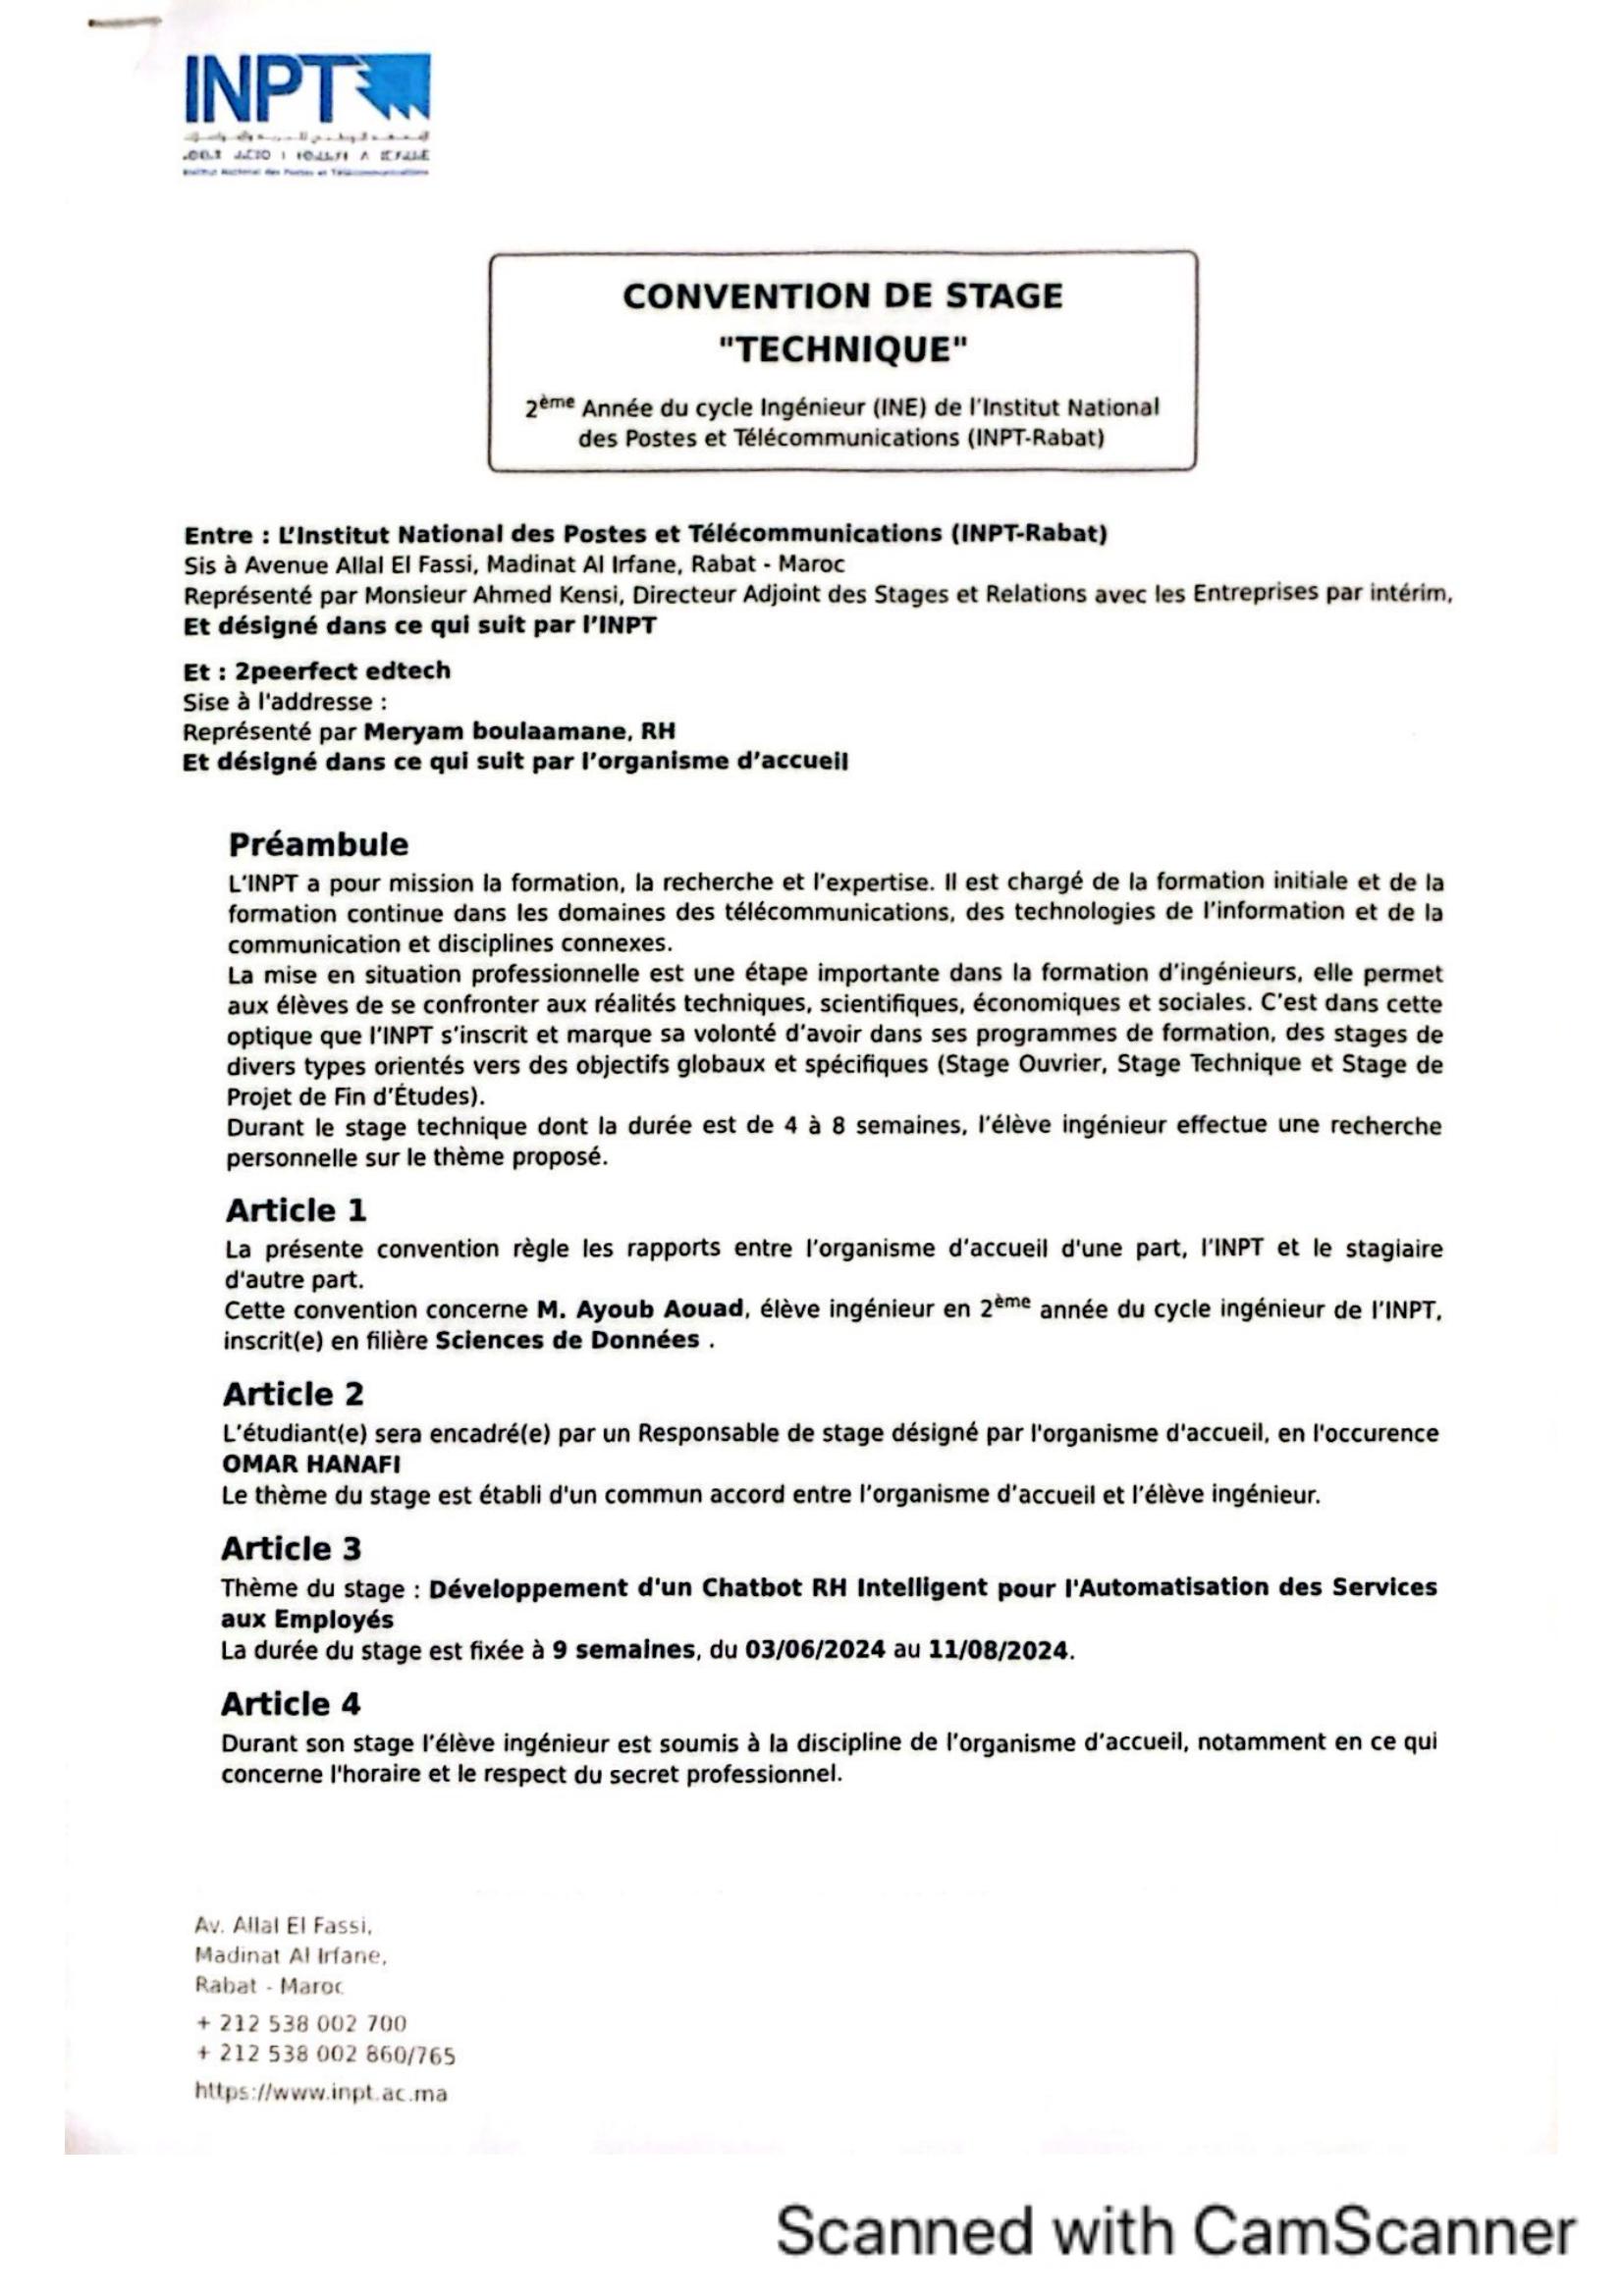 INPT
Institut National des Postes et Télécommunications
CONVENTION DE STAGE
"TECHNIQUE"
2ème Année du cycle Ingénieur (INE) de l'Institut National
des Postes et Télécommunications (INPT-Rabat)
Entre : L'Institut National des Postes et Télécommunications (INPT-Rabat)
Sis à Avenue Allal El Fassi, Madinat Al Irfane, Rabat - Maroc
Représenté par Monsieur Ahmed Kensi, Directeur Adjoint des Stages et Relations avec les Entreprises par intérim,
Et désigné dans ce qui suit par l'INPT
Et : 2peerfect edtech
Sise à l'addresse :
Représenté par Meryam boulaamane, RH
Et désigné dans ce qui suit par l'organisme d'accueil
Préambule
L'INPT a pour mission la formation, la recherche et l'expertise. Il est chargé de la formation initiale et de la
formation continue dans les domaines des télécommunications, des technologies de l'information et de la
communication et disciplines connexes.
La mise en situation professionnelle est une étape importante dans la formation d'ingénieurs, elle permet
aux élèves de se confronter aux réalités techniques, scientifiques, économiques et sociales. C'est dans cette
optique que l'INPT s'inscrit et marque sa volonté d'avoir dans ses programmes de formation, des stages de
divers types orientés vers des objectifs globaux et spécifiques (Stage Ouvrier, Stage Technique et Stage de
Projet de Fin d'Études).
Durant le stage technique dont la durée est de 4 à 8 semaines, l'élève ingénieur effectue une recherche
personnelle sur le thème proposé.
Article 1
La présente convention règle les rapports entre l'organisme d'accueil d'une part, l'INPT et le stagiaire
d'autre part.
Cette convention concerne M. Ayoub Aouad, élève ingénieur en 2ème année du cycle ingénieur de l'INPT,
inscrit(e) en filière Sciences de Données .
Article 2
L'étudiant(e) sera encadré(e) par un Responsable de stage désigné par l'organisme d'accueil, en l'occurence
OMAR HANAFI
Le thème du stage est établi d'un commun accord entre l'organisme d'accueil et l'élève ingénieur.
Article 3
Thème du stage : Développement d'un Chatbot RH Intelligent pour l'Automatisation des Services
aux Employés
La durée du stage est fixée à 9 semaines, du 03/06/2024 au 11/08/2024.
Article 4
Durant son stage l'élève ingénieur est soumis à la discipline de l'organisme d'accueil, notamment en ce qui
concerne l'horaire et le respect du secret professionnel.
Av. Allal El Fassi,
Madinat Al Irfane,
Rabat - Maroc
+ 212 538 002 700
+ 212 538 002 860/765
https://www.inpt.ac.ma
Scanned with CamScanner